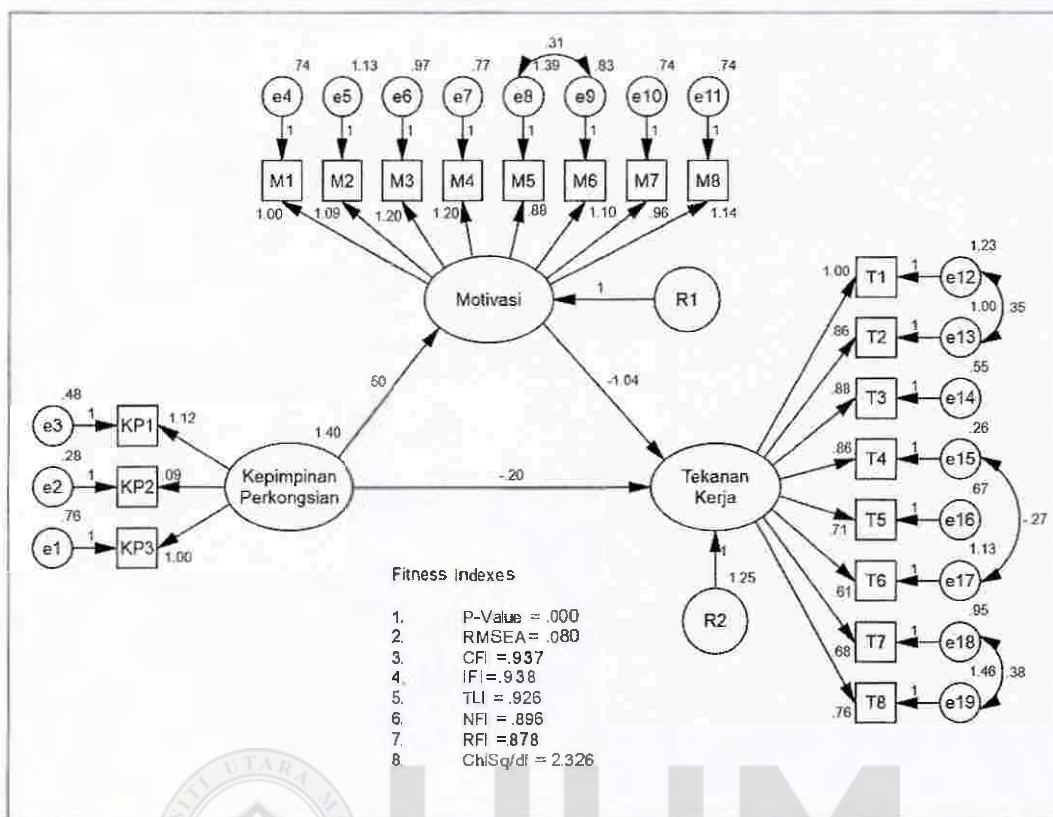 .31
.74 1.13 .97 .77 1.39 .83 .74 .74
e4 e5 e6 e7 e8 e9 e10 e11
1 1 1 1 1 1 1 1
M1 M2 M3 M4 M5 M6 M7 M8
1.00 1.09 1.20 1.20 .88 1.10 .96 1.14
Motivasi
1
R1
50
-1.04
1.40
Kepimpinan
Perkongsian
-.20
Tekanan
Kerja
.48
e3 1 KP1 1.12
.28
e2 1 KP2 .09
.76
e1 1 KP3 1.00
1.23
1.00 T1 1 e12
1.00 .35
.86 T2 1 e13
.55
.88 T3 1 e14
.26
.86 T4 1 e15
.67
.71 T5 1 e16
-.27
1.13
.61 T6 1 e17
.95
.68 T7 1 e18
1.46 .38
.76 T8 1 e19
1
1.25
R2
Fitness Indexes
1. P-Value = .000
2. RMSEA= .080
3. CFI =.937
4. IFI=.938
5. TLI = .926
6. NFI = .896
7. RFI =.878
8. ChiSq/df = 2.326
UTARA
UUM